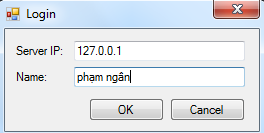 Login
Server IP: 127.0.0.1
Name: phạm ngân
OK Cancel